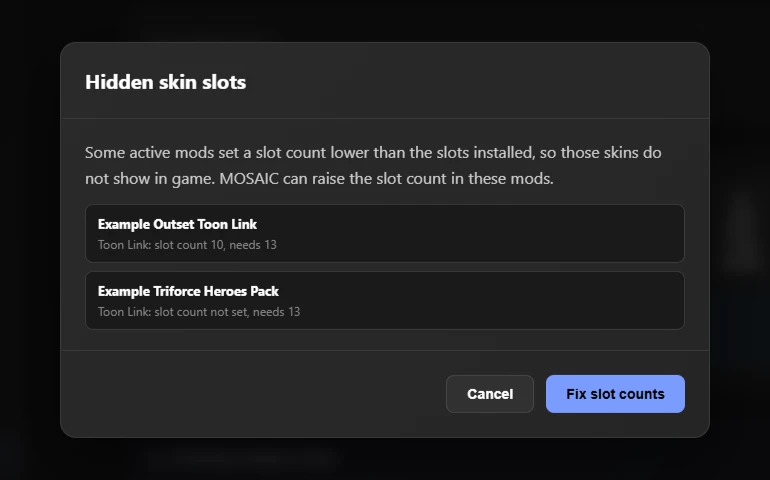 Hidden skin slots
Some active mods set a slot count lower than the slots installed, so those skins do
not show in game. MOSAIC can raise the slot count in these mods.
Example Outset Toon Link
Toon Link: slot count 10, needs 13
Example Triforce Heroes Pack
Toon Link: slot count not set, needs 13
Cancel
Fix slot counts